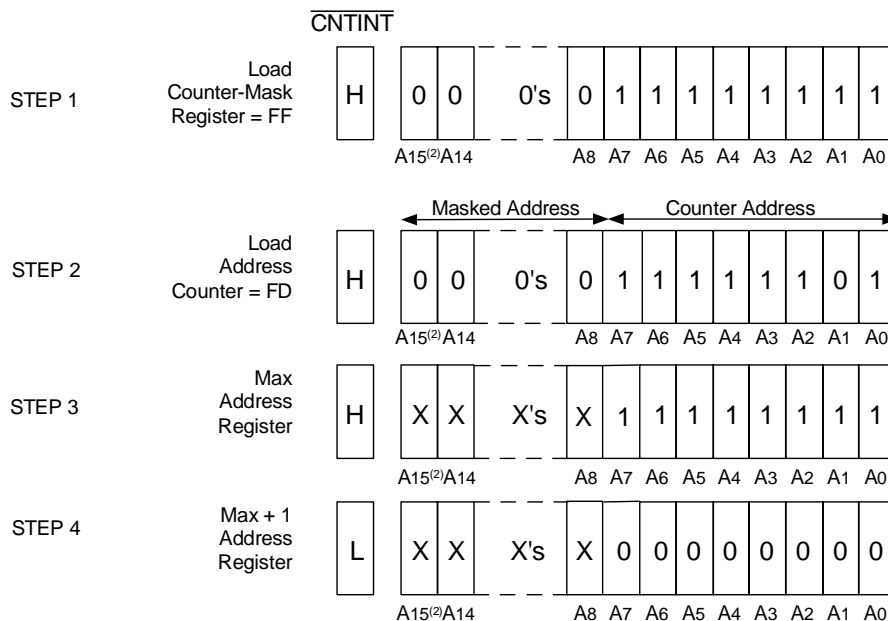 CNTINT
STEP 1
Load
Counter-Mask
Register = FF
H 0 0 0's 0 1 1 1 1 1 1 1 1
A15(2)A14 A8 A7 A6 A5 A4 A3 A2 A1 A0
Masked Address Counter Address
STEP 2
Load
Address
Counter = FD
H 0 0 0's 0 1 1 1 1 1 1 0 1
A15(2)A14 A8 A7 A6 A5 A4 A3 A2 A1 A0
STEP 3
Max
Address
Register
H X X X's X 1 1 1 1 1 1 1 1
A15(2)A14 A8 A7 A6 A5 A4 A3 A2 A1 A0
STEP 4
Max + 1
Address
Register
L X X X's X 0 0 0 0 0 0 0 0
A15(2)A14 A8 A7 A6 A5 A4 A3 A2 A1 A0